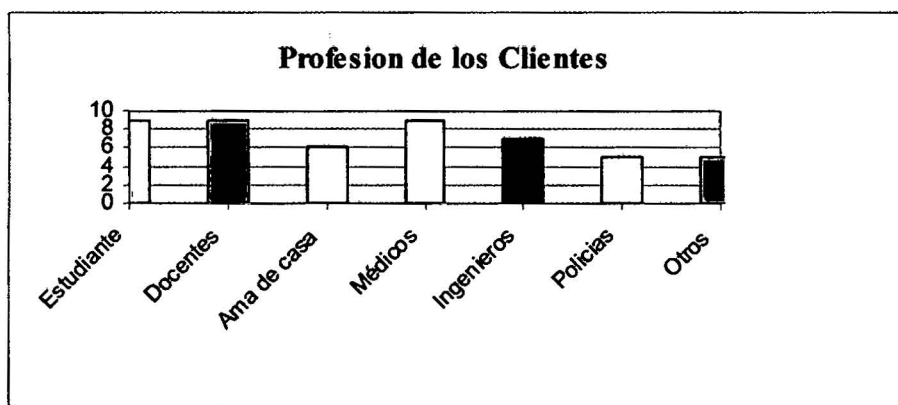 Profesion de los Clientes
10
8
6
4
2
0
Estudiante
Docentes
Ama de casa
Médicos
Ingenieros
Policias
Otros